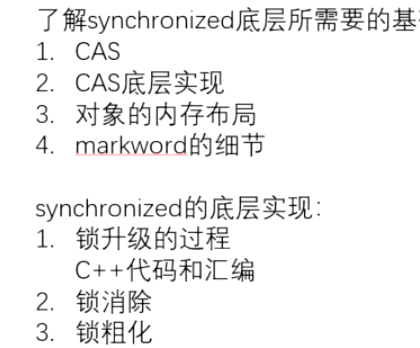 了解synchronized底层所需要的基
1. CAS
2. CAS底层实现
3. 对象的内存布局
4. markword的细节
synchronized的底层实现:
1. 锁升级的过程
C++代码和汇编
2. 锁消除
3. 锁粗化